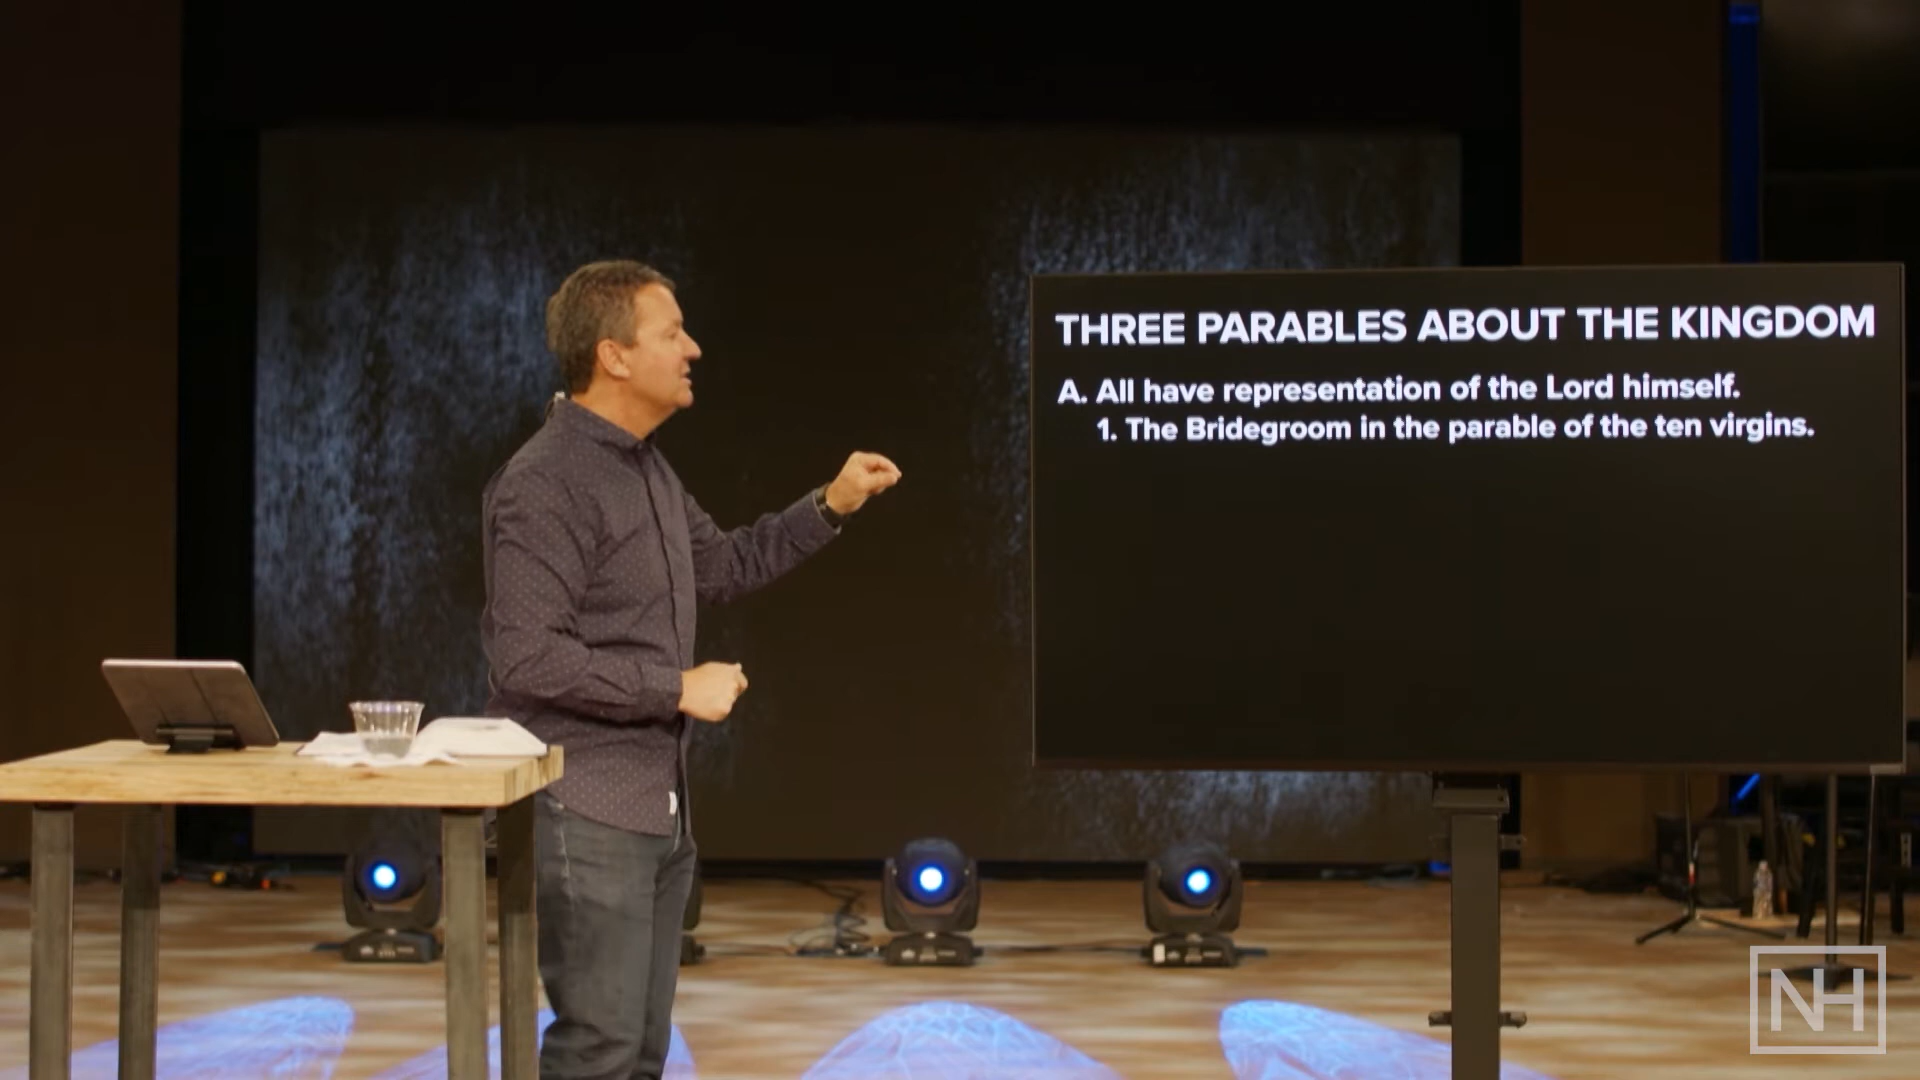 THREE PARABLES ABOUT THE KINGDOM
A. All have representation of the Lord himself.
1. The Bridegroom in the parable of the ten virgins.
NH